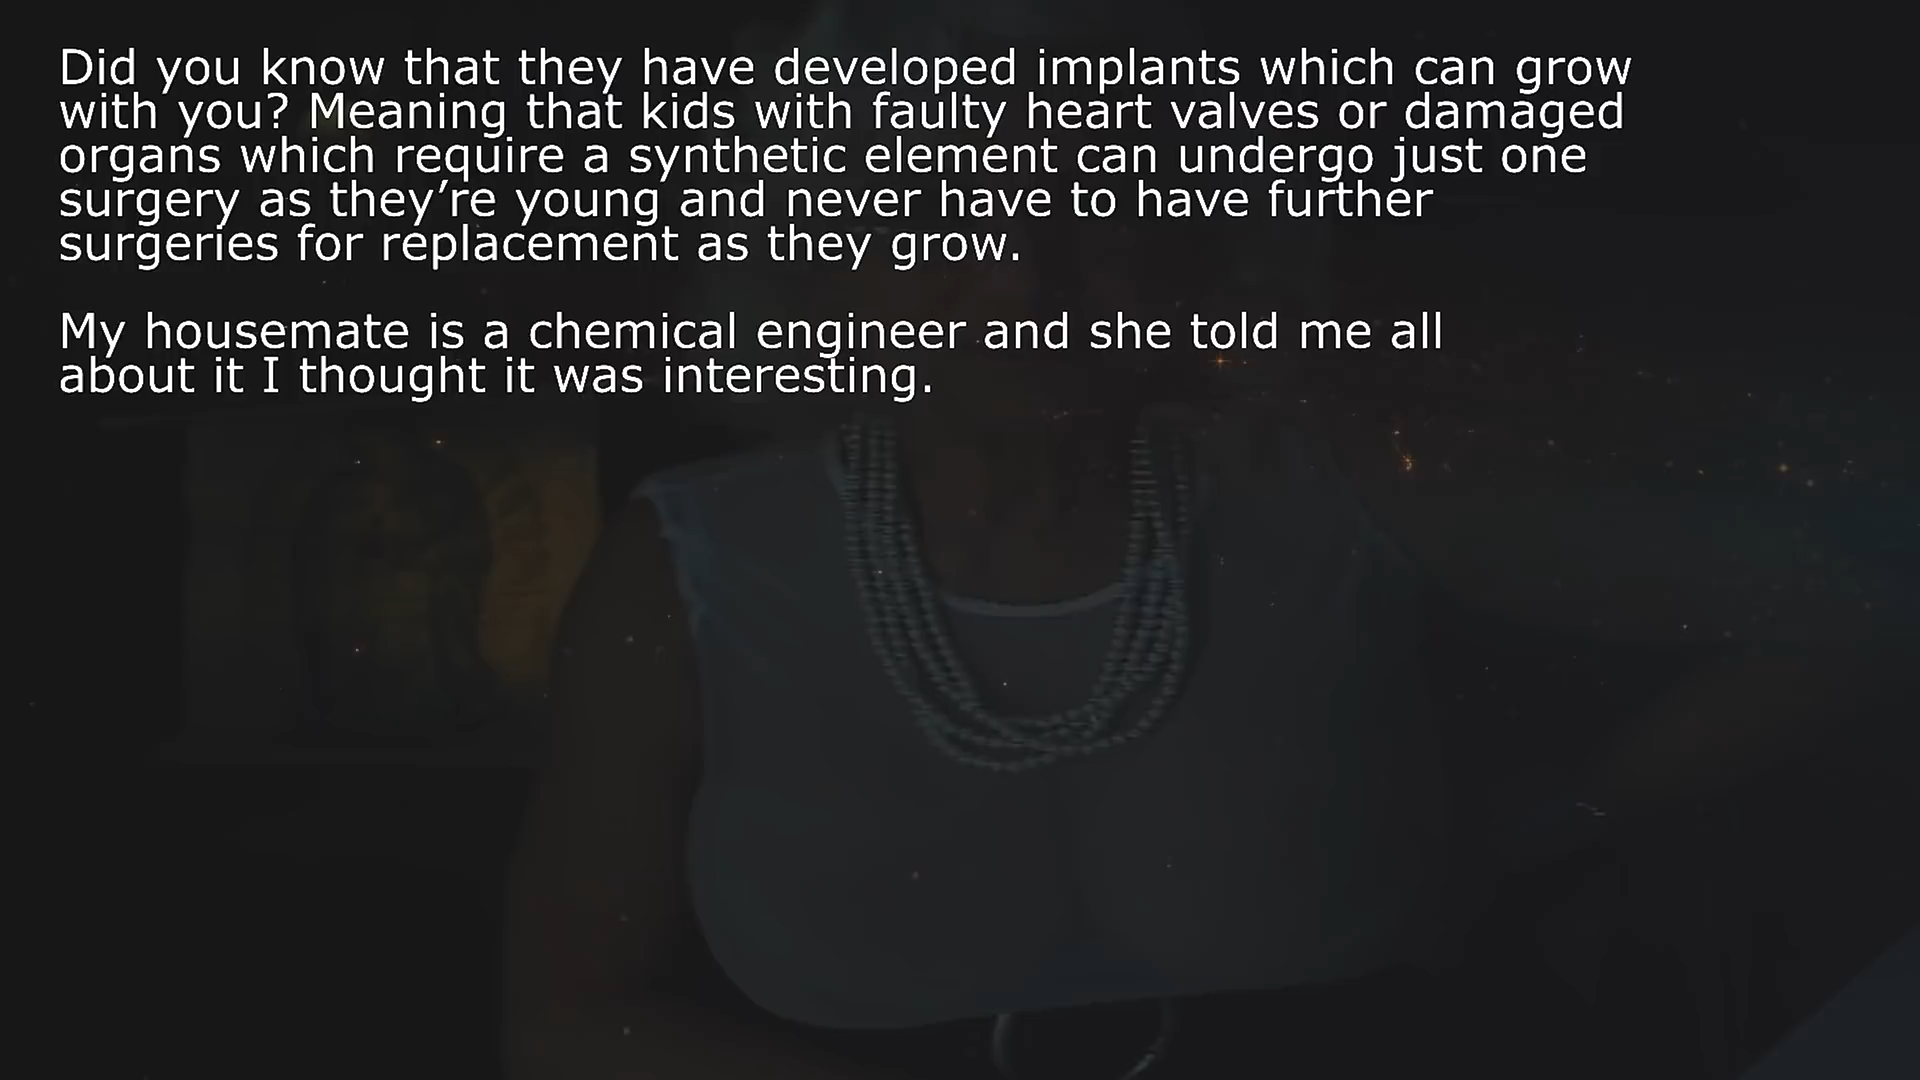 Did you know that they have developed implants which can grow
with you? Meaning that kids with faulty heart valves or damaged
organs which require a synthetic element can undergo just one
surgery as they’re young and never have to have further
surgeries for replacement as they grow.
My housemate is a chemical engineer and she told me all
about it I thought it was interesting.